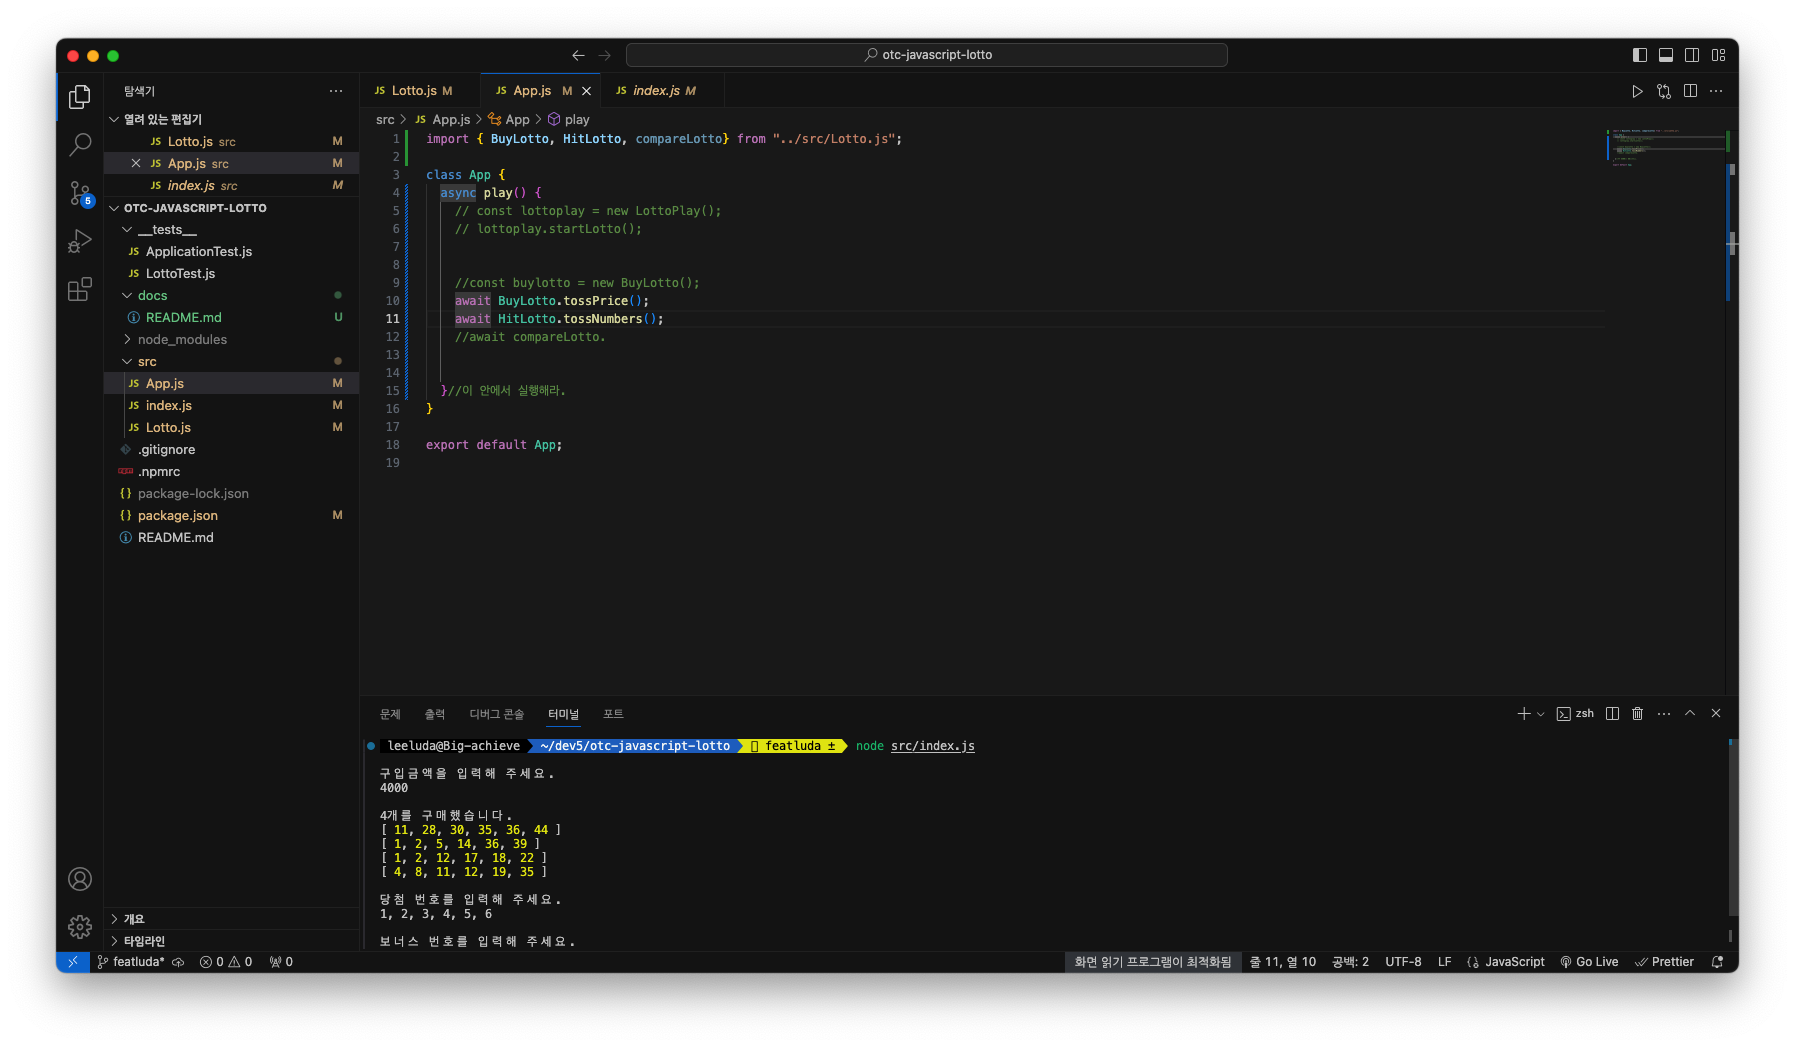 otc-javascript-lotto
탐색기
열려 있는 편집기
JS Lotto.js src M
JS App.js src M
JS index.js src M
OTC-JAVASCRIPT-LOTTO
__tests__
JS ApplicationTest.js
JS LottoTest.js
docs
README.md U
node_modules
src
JS App.js M
JS index.js M
JS Lotto.js M
.gitignore
.npmrc
{} package-lock.json
{} package.json M
README.md
개요
타임라인
JS Lotto.js M JS App.js M JS index.js M
src > JS App.js > App > play
1 import { BuyLotto, HitLotto, compareLotto} from "../src/Lotto.js";
2
3 class App {
4 async play() {
5 // const lottoplay = new LottoPlay();
6 // lottoplay.startLotto();
7
8
9 //const buylotto = new BuyLotto();
10 await BuyLotto.tossPrice();
11 await HitLotto.tossNumbers();
12 //await compareLotto.
13
14
15 }//이 안에서 실행해라.
16 }
17
18 export default App;
19
문제 출력 디버그 콘솔 터미널 포트
zsh
leeluda@Big-achieve ~/dev5/otc-javascript-lotto featluda ± node src/index.js
구입금액을 입력해 주세요.
4000
4개를 구매했습니다.
[ 11, 28, 30, 35, 36, 44 ]
[ 1, 2, 5, 14, 36, 39 ]
[ 1, 2, 12, 17, 18, 22 ]
[ 4, 8, 11, 12, 19, 35 ]
당첨 번호를 입력해 주세요.
1, 2, 3, 4, 5, 6
보너스 번호를 입력해 주세요.
5
featluda* 0 0 0 화면 읽기 프로그램이 최적화됨 줄 11, 열 10 공백: 2 UTF-8 LF {} JavaScript Go Live Prettier